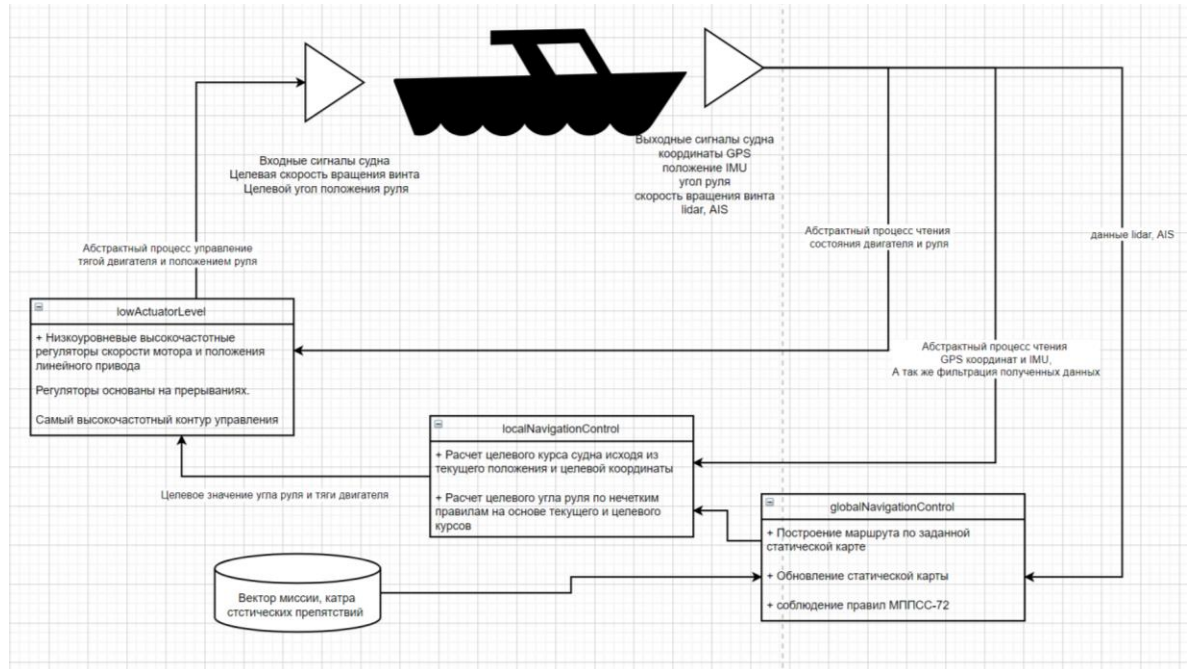 Входные сигналы судна
Целевая скорость вращения винта
Целевой угол положения руля
Выходные сигналы судна
координаты GPS
положение IMU
угол руля
скорость вращения винта
lidar, AIS
Абстрактный процесс управление
тягой двигателя и положением руля
Абстрактный процесс чтения
состояния двигателя и руля
данные lidar, AIS
lowActuatorLevel
+ Низкоуровневые высокочастотные
регуляторы скорости мотора и положения
линейного привода
Регуляторы основаны на прерываниях.
Самый высокочастотный контур управления
Абстрактный процесс чтения
GPS координат и IMU,
А так же фильтрация полученных данных
localNavigationControl
+ Расчет целевого курса судна исходя из
текущего положения и целевой координаты
+ Расчет целевого угла руля по нечетким
правилам на основе текущего и целевого
курсов
Целевое значение угла руля и тяги двигателя
globalNavigationControl
+ Построение маршрута по заданной
статической карте
+ Обновление статической карты
+ соблюдение правил МППСС-72
Вектор миссии, катра
стстических препятствий